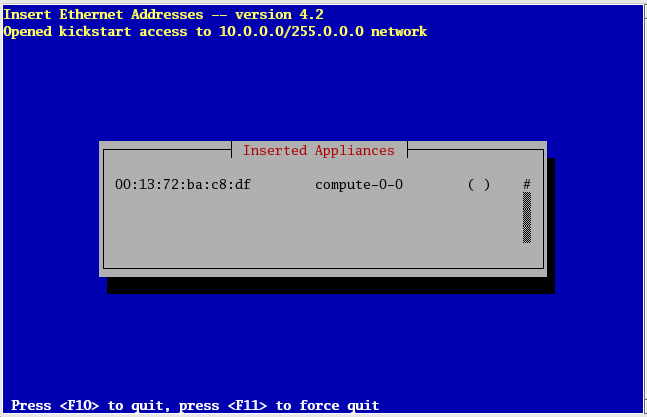 Insert Ethernet Addresses -- version 4.2
Opened kickstart access to 10.0.0.0/255.0.0.0 network
Inserted Appliances
00:13:72:ba:c8:df compute-0-0 ( ) #
Press <F10> to quit, press <F11> to force quit